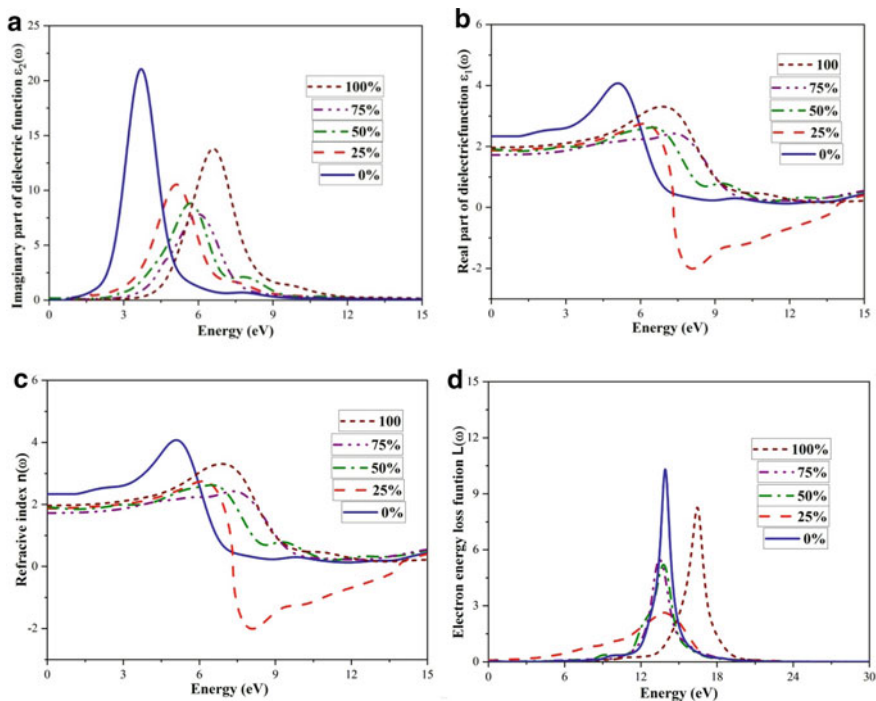 a
Imaginary part of dielectric function ε₂(ω)
25
20
15
10
5
0
0 3 6 9 12 15
Energy (eV)
100%
75%
50%
25%
0%
b
Real part of dielectricfunction ε₁(ω)
6
4
2
0
-2
0 3 6 9 12 15
Energy (eV)
100
75%
50%
25%
0%
c
Refracive index n(ω)
6
4
2
0
-2
0 3 6 9 12 15
Energy (eV)
100
75%
50%
25%
0%
d
Electron energy loss funtion L(ω)
15
12
9
6
3
0
0 6 12 18 24 30
Energy (eV)
100%
75%
50%
25%
0%